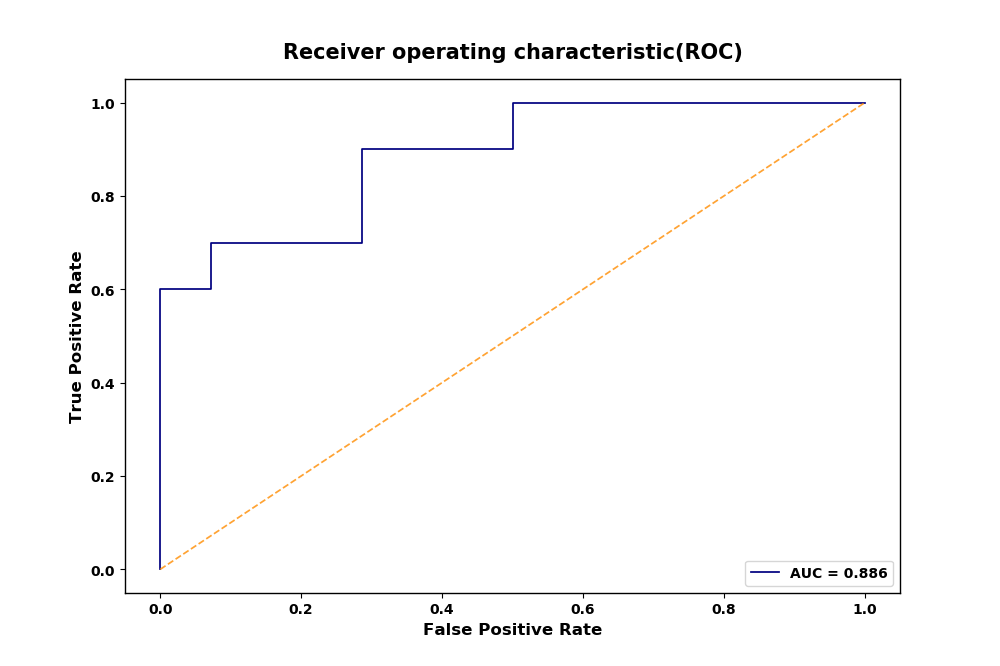 Receiver operating characteristic(ROC)
True Positive Rate
1.0
0.8
0.6
0.4
0.2
0.0
0.0 0.2 0.4 0.6 0.8 1.0
False Positive Rate
AUC = 0.886